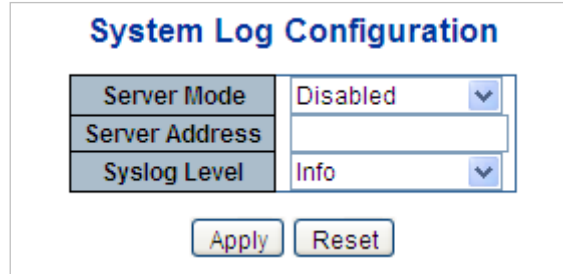 System Log Configuration
Server Mode Disabled
Server Address
Syslog Level Info
Apply Reset